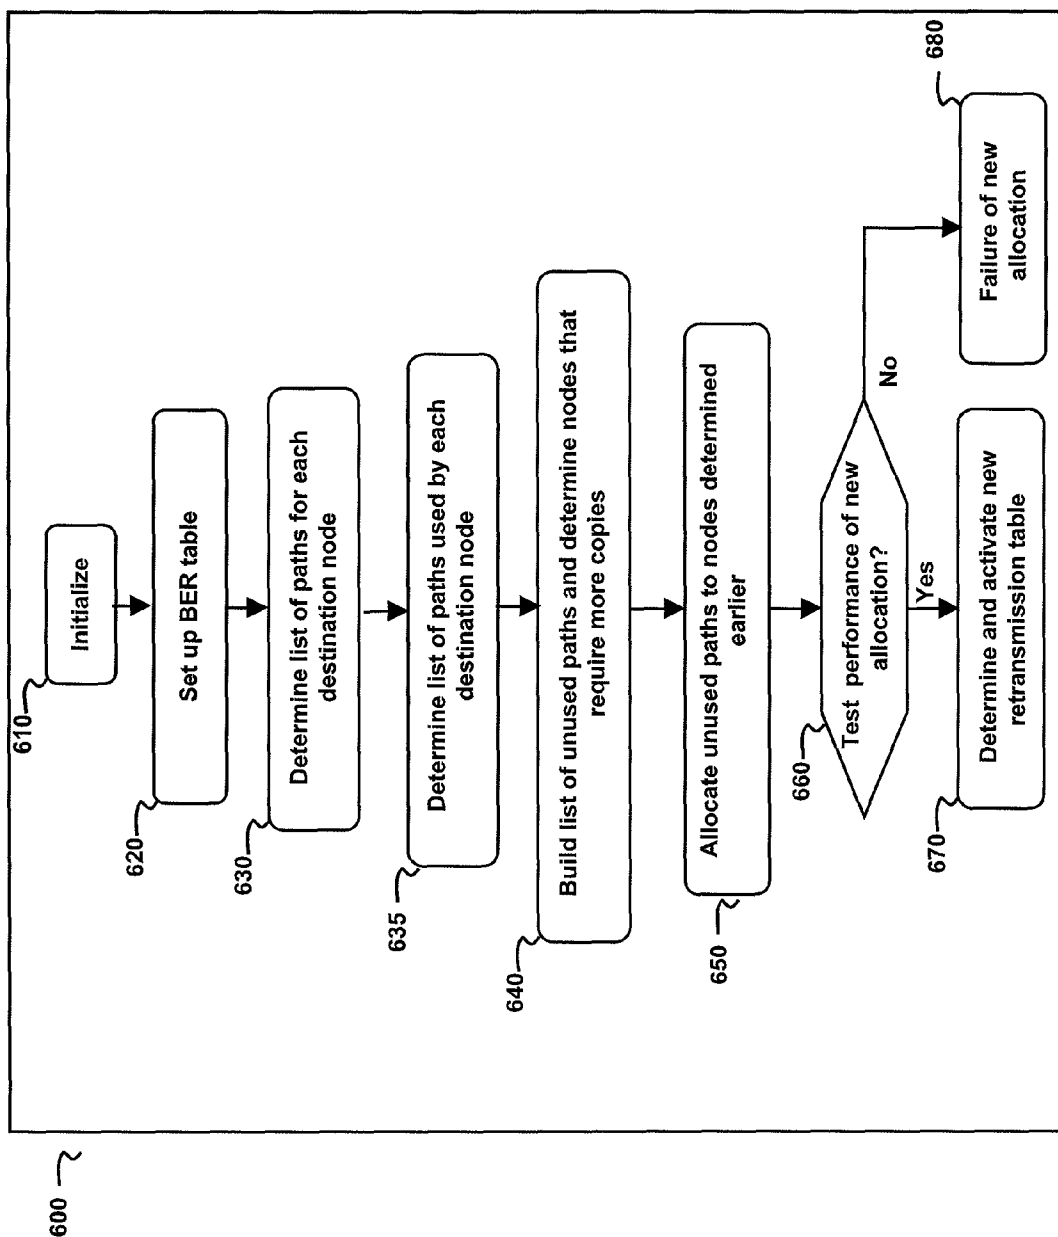 600
610
Initialize
620
Set up BER table
630
Determine list of paths for each
destination node
635
Determine list of paths used by each
destination node
640
Build list of unused paths and determine nodes that
require more copies
650
Allocate unused paths to nodes determined
earlier
660
Test performance of new
allocation?
Yes
No
670
Determine and activate new
retransmission table
680
Failure of new
allocation